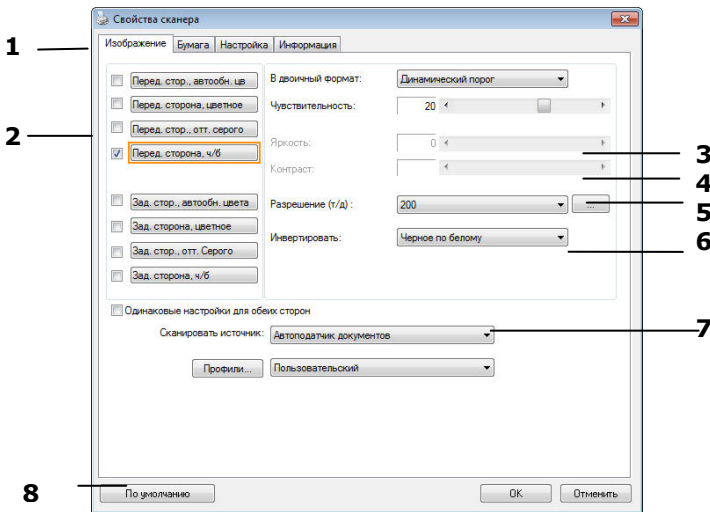 Свойства сканера
1
Изображение Бумага Настройка Информация
Перед. стор., автообн. цв
В двоичный формат: Динамический порог
Перед. сторона, цветное
Чувствительность: 20
2
Перед. стор., отт. серого
Яркость: 0
Перед. сторона, ч/б
3
Контраст:
4
Зад. стор., автообн. цвета
Разрешение (т/д) : 200 ...
5
Зад. сторона, цветное
Инвертировать: Черное по белому
6
Зад. стор., отт. Серого
Зад. сторона, ч/б
Одинаковые настройки для обеих сторон
Сканировать источник: Автоподатчик документов
7
Профили... Пользовательский
8
По умолчанию OK Отменить